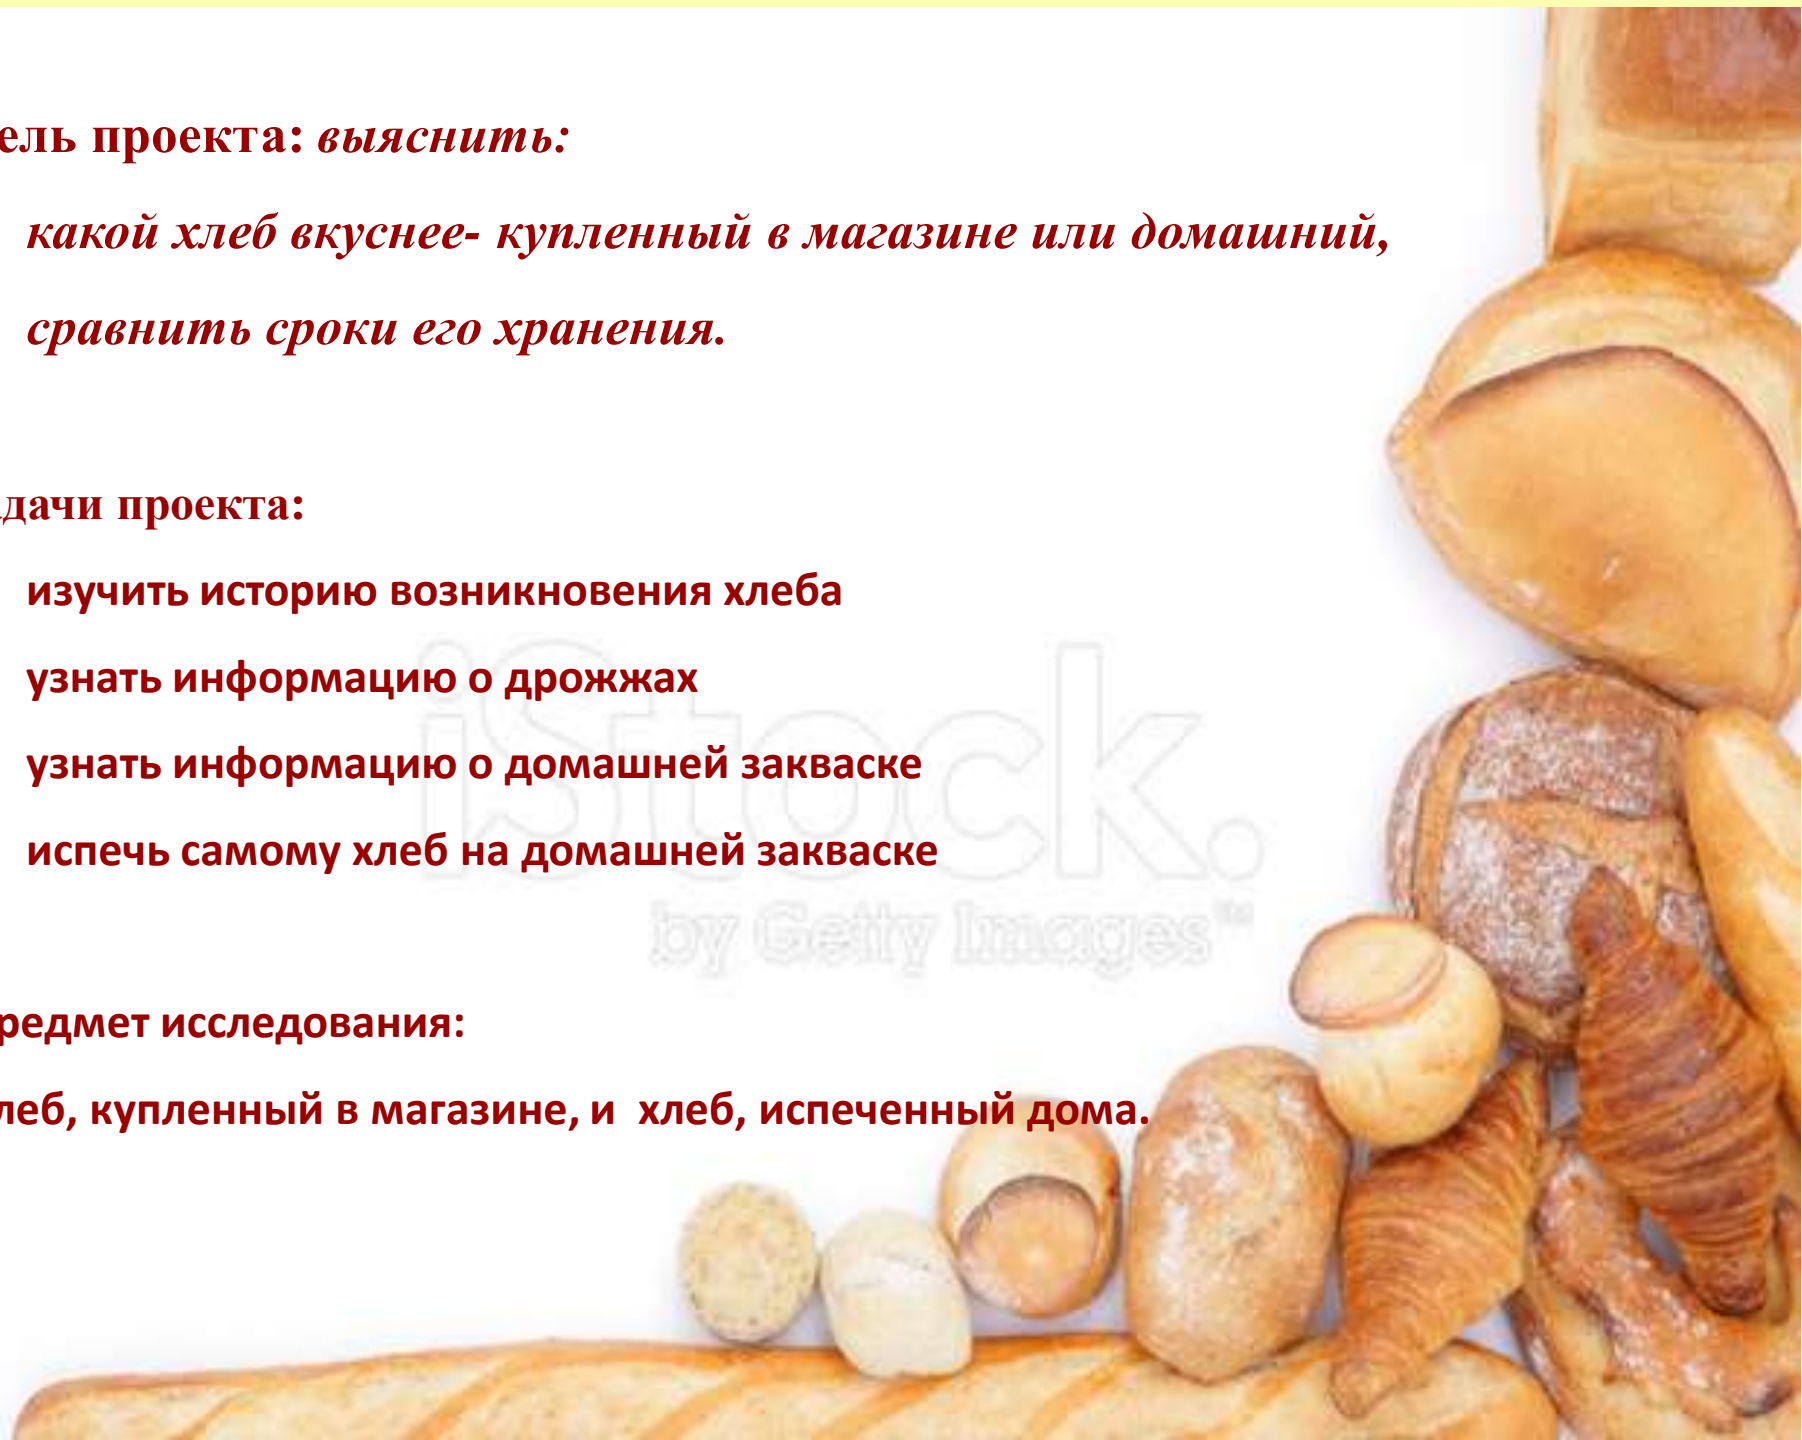 ель проекта: выяснить:
какой хлеб вкуснее- купленный в магазине или домашний,
сравнить сроки его хранения.
адачи проекта:
изучить историю возникновения хлеба
узнать информацию о дрожжах
узнать информацию о домашней закваске
испечь самому хлеб на домашней закваске
редмет исследования:
леб, купленный в магазине, и хлеб, испеченный дома.
iStock.
by Getty Images™